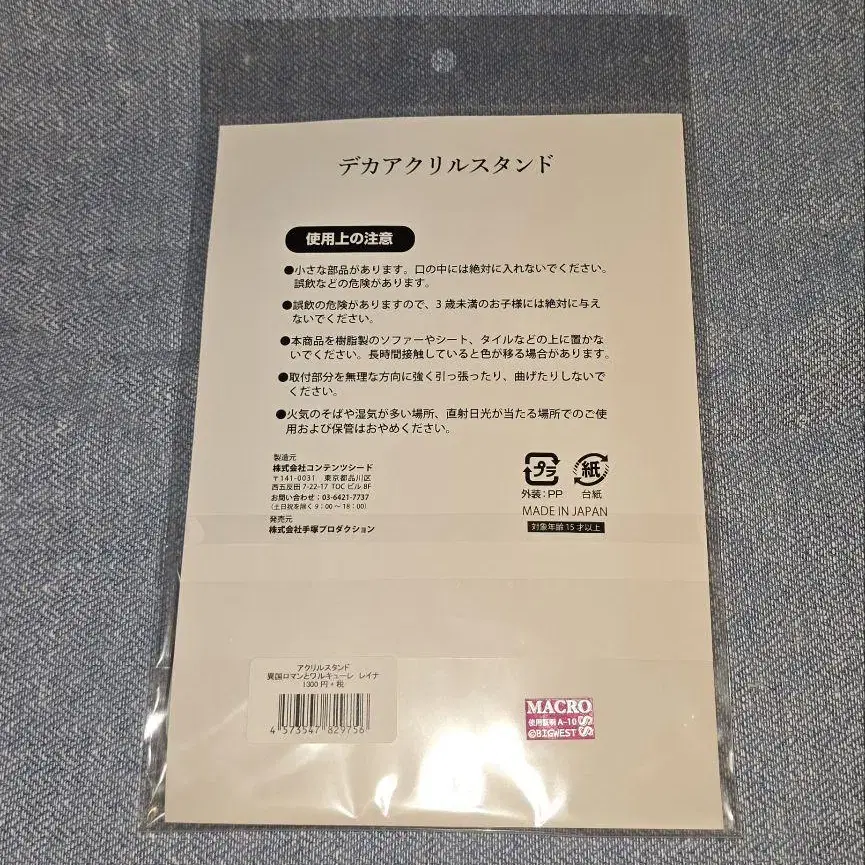 デカアクリルスタンド
使用上の注意
●小さな部品があります。口の中には絶対に入れないでください。
誤飲などの危険があります。
●誤飲の危険がありますので、3歳未満のお子様には絶対に与え
ないでください。
●本商品を樹脂製のソファーやシート、タイルなどの上に置かな
いでください。長時間接触していると色が移る場合があります。
●取付部分を無理な方向に強く引っ張ったり、曲げたりしないで
ください。
●火気のそばや湿気が多い場所、直射日光が当たる場所でのご使
用および保管はおやめください。
製造元
株式会社コンテンツシード
〒141-0031 東京都品川区
西五反田 7-22-17 TOC ビル 8F
お問い合わせ：03-6421-7737
（土日祝を除く 9：00 〜 18：00）
発売元
株式会社手塚プロダクション
プラ
紙
外装：PP
台紙
MADE IN JAPAN
対象年齢 15 才以上
アクリルスタンド
異国ロマンとワルキューレ レイナ
1300 円 + 税
4 573547 829756
MACROSS
使用証明 A-10
©BIGWEST